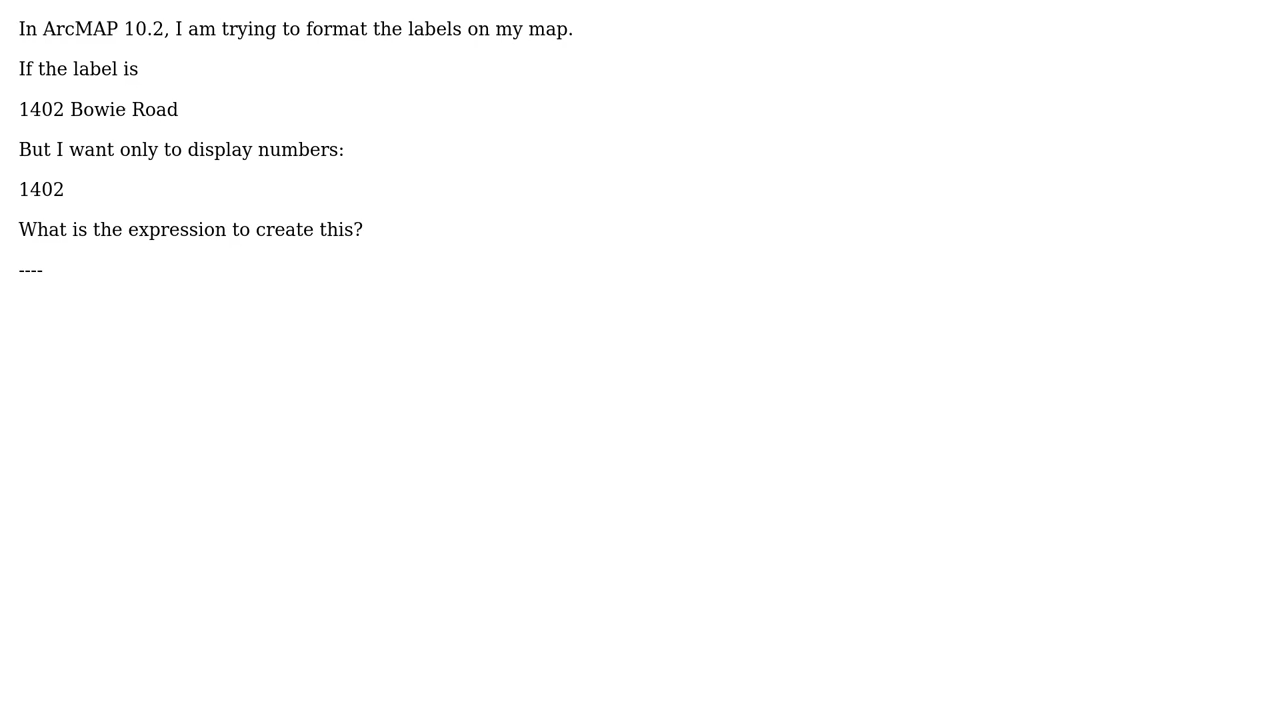 In ArcMAP 10.2, I am trying to format the labels on my map.
If the label is
1402 Bowie Road
But I want only to display numbers:
1402
What is the expression to create this?
----